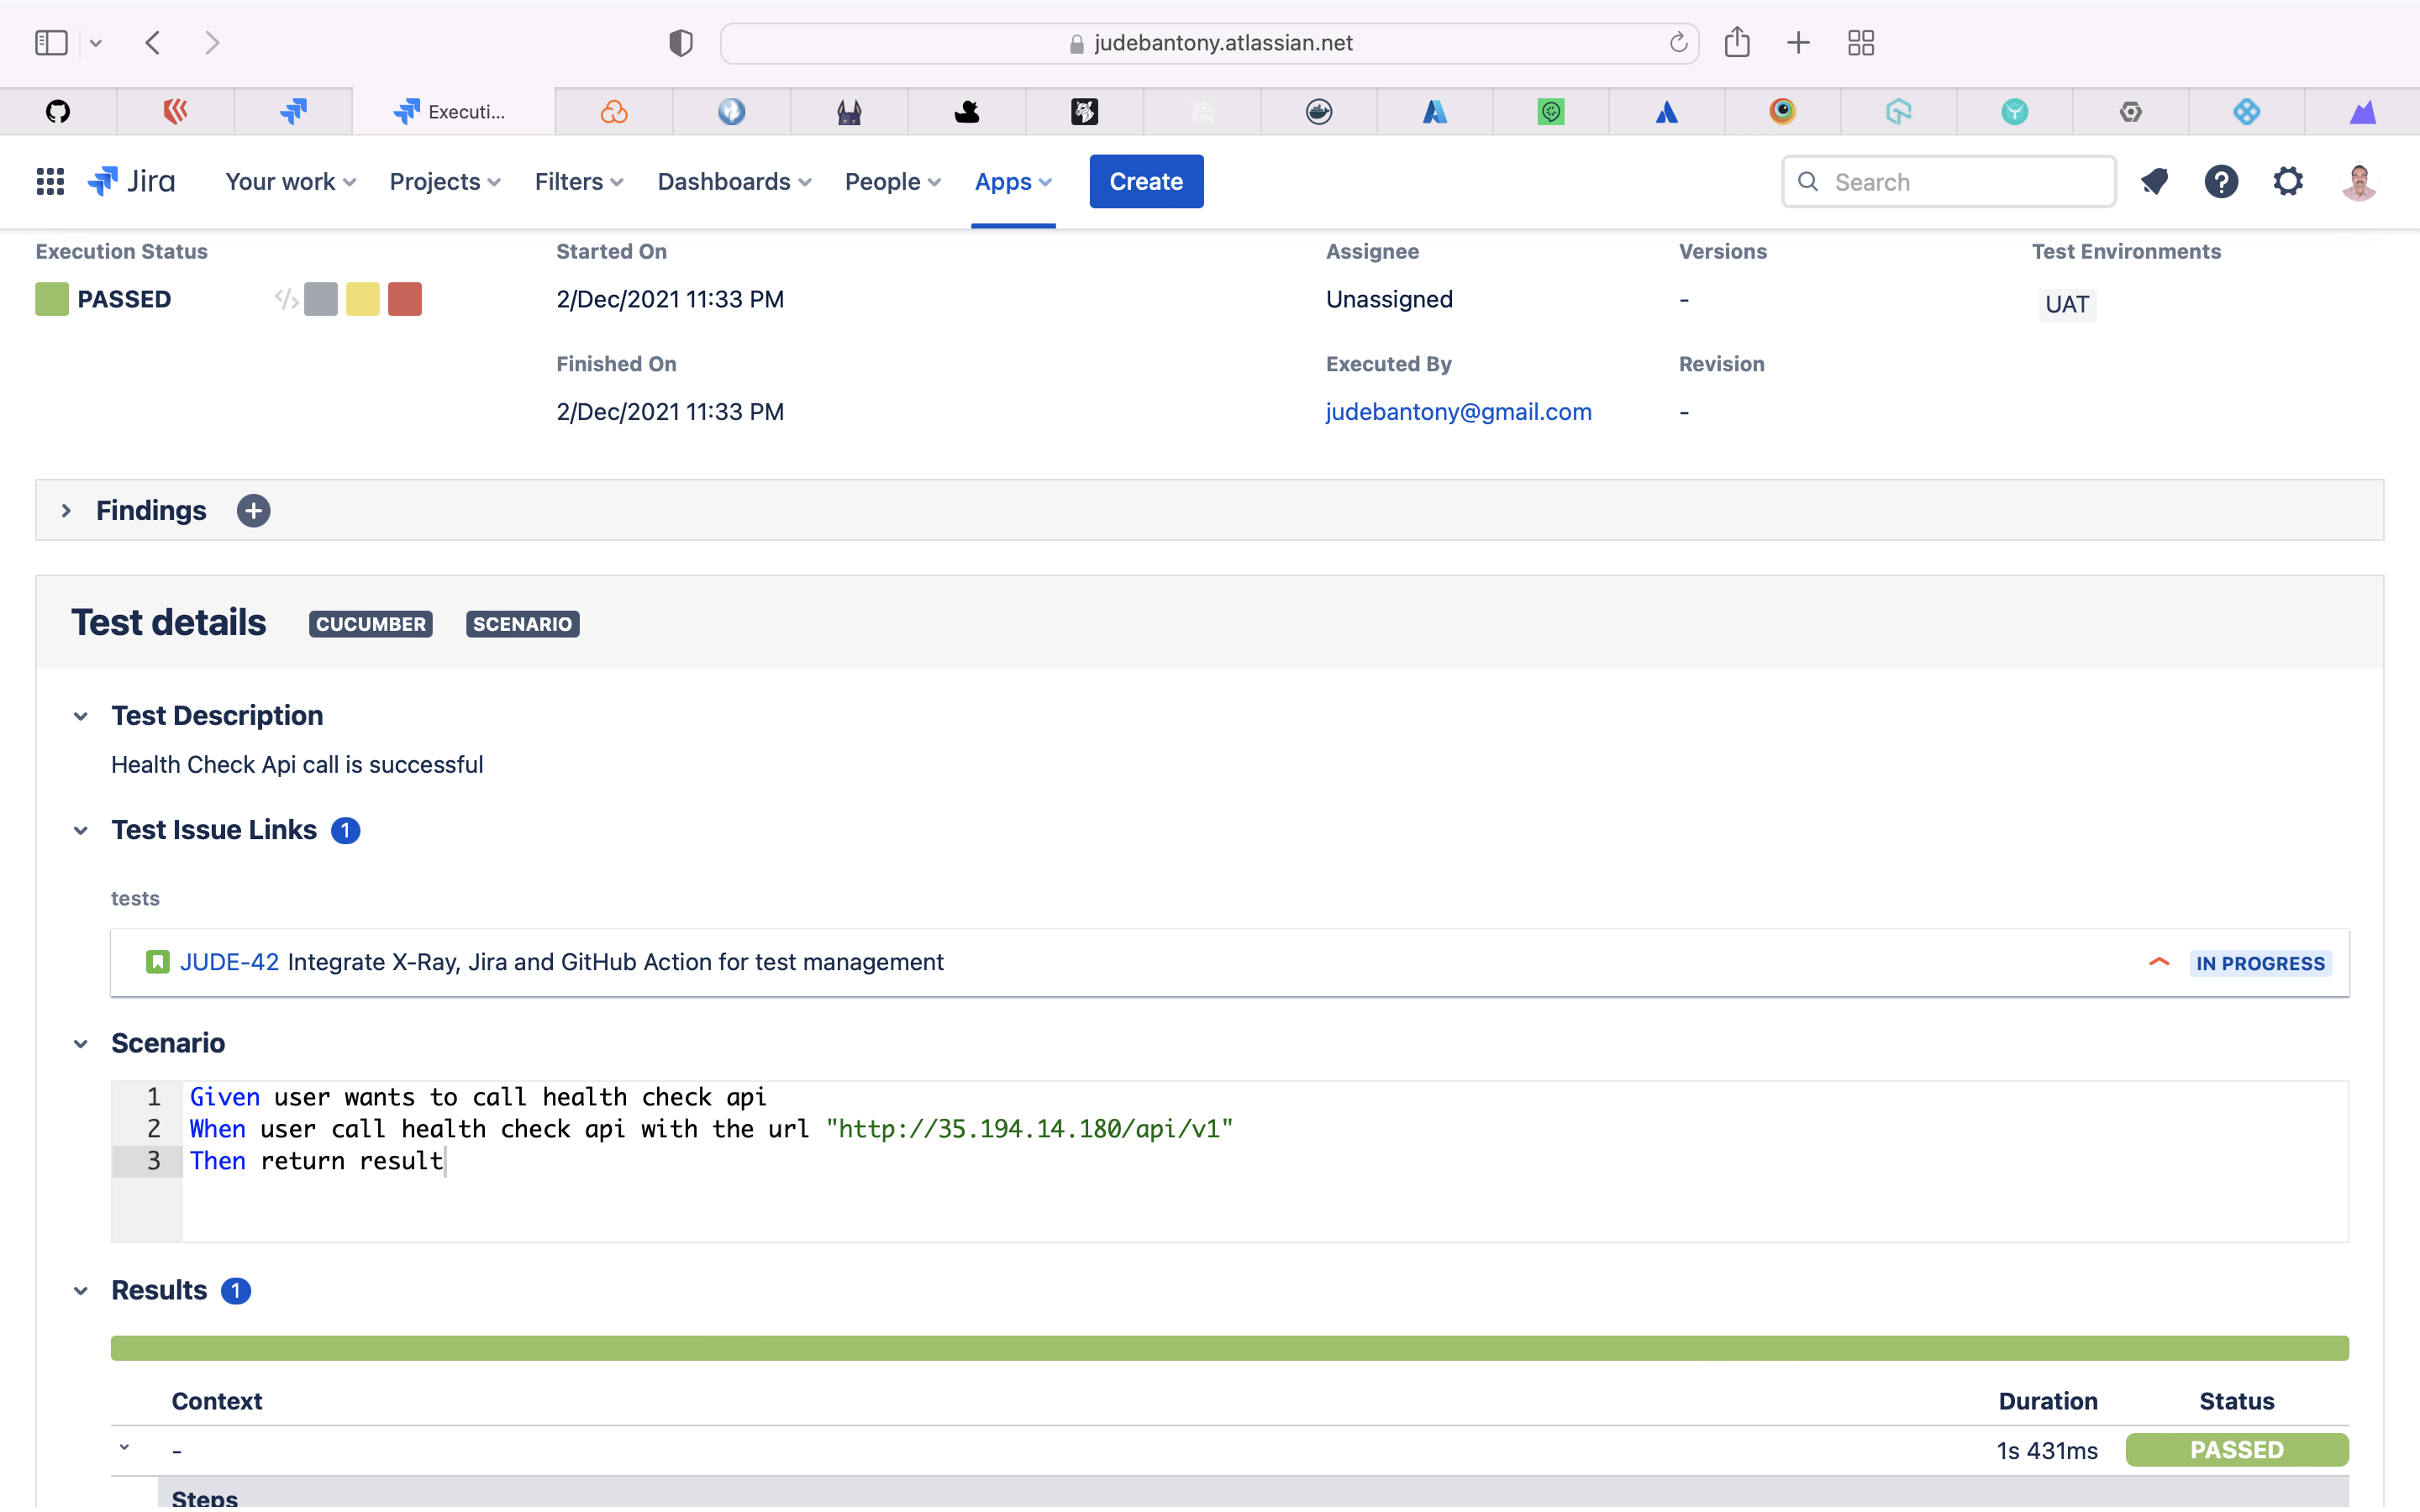 judebantony.atlassian.net
Executi...
Jira
Your work
Projects
Filters
Dashboards
People
Apps
Create
Search
Execution Status
Started On
Assignee
Versions
Test Environments
PASSED
</>
2/Dec/2021 11:33 PM
Unassigned
-
UAT
Finished On
Executed By
Revision
2/Dec/2021 11:33 PM
judebantony@gmail.com
-
Findings
Test details CUCUMBER SCENARIO
Test Description
Health Check Api call is successful
Test Issue Links 1
tests
JUDE-42 Integrate X-Ray, Jira and GitHub Action for test management IN PROGRESS
Scenario
1 Given user wants to call health check api
2 When user call health check api with the url "http://35.194.14.180/api/v1"
3 Then return result
Results 1
Context Duration Status
- 1s 431ms PASSED
Steps